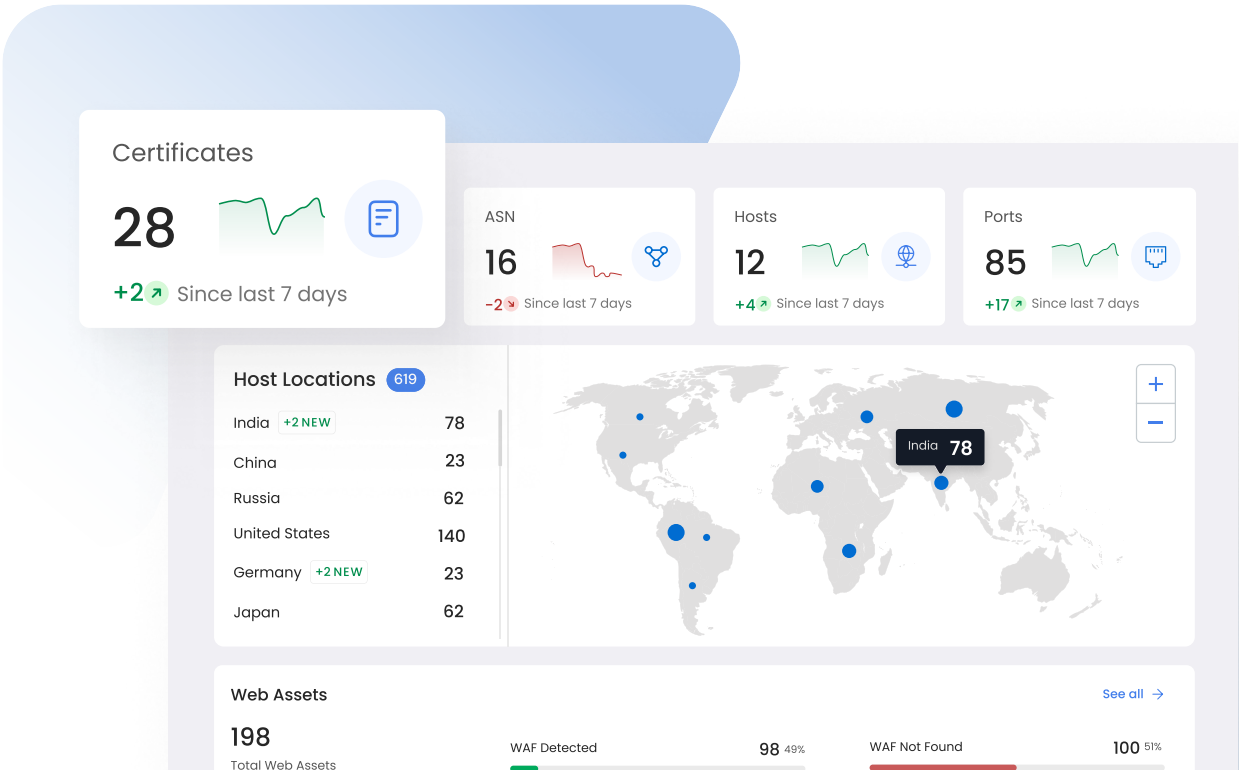 Certificates
28
+2 Since last 7 days
ASN
16
-2 Since last 7 days
Hosts
12
+4 Since last 7 days
Ports
85
+17 Since last 7 days
Host Locations 619
India +2 NEW 78
China 23
Russia 62
United States 140
Germany +2 NEW 23
Japan 62
India 78
+
−
Web Assets
See all
198
Total Web Assets
WAF Detected 98 49%
WAF Not Found 100 51%